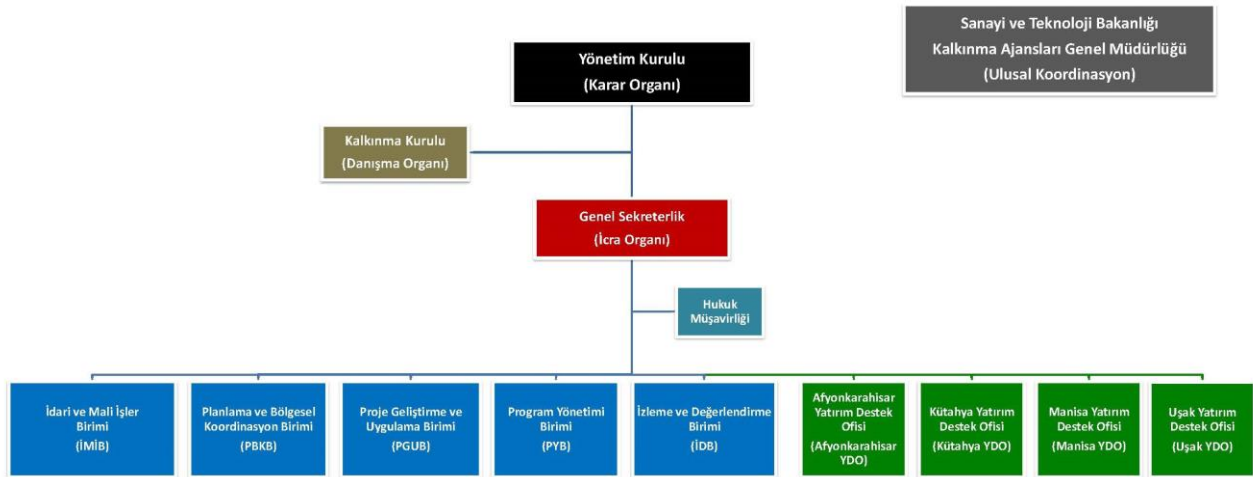 Sanayi ve Teknoloji Bakanlığı
Kalkınma Ajansları Genel Müdürlüğü
(Ulusal Koordinasyon)
Yönetim Kurulu
(Karar Organı)
Kalkınma Kurulu
(Danışma Organı)
Genel Sekreterlik
(İcra Organı)
Hukuk
Müşavirliği
İdari ve Mali İşler
Birimi
(İMİB)
Planlama ve Bölgesel
Koordinasyon Birimi
(PBKB)
Proje Geliştirme ve
Uygulama Birimi
(PGUB)
Program Yönetimi
Birimi
(PYB)
İzleme ve Değerlendirme
Birimi
(İDB)
Afyonkarahisar
Yatırım Destek
Ofisi
(Afyonkarahisar
YDO)
Kütahya Yatırım
Destek Ofisi
(Kütahya YDO)
Manisa Yatırım
Destek Ofisi
(Manisa YDO)
Uşak Yatırım
Destek Ofisi
(Uşak YDO)